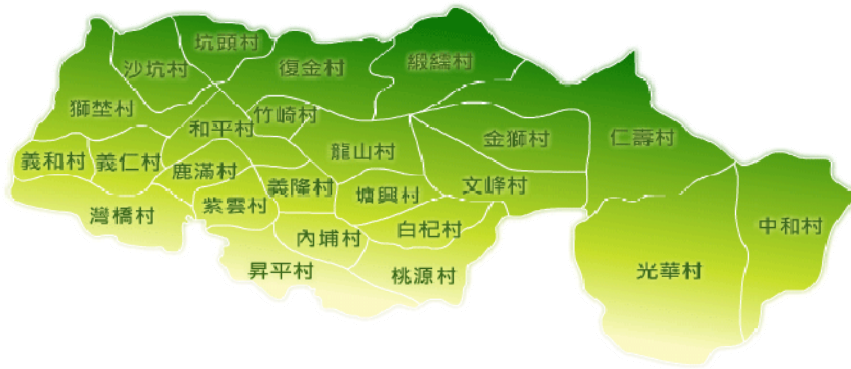 坑頭村
沙坑村
復金村
緞繻村
獅埜村
和平村
竹崎村
龍山村
金獅村
仁壽村
義和村
義仁村
鹿滿村
義隆村
塘興村
文峰村
灣橋村
紫雲村
白杞村
中和村
內埔村
昇平村
桃源村
光華村